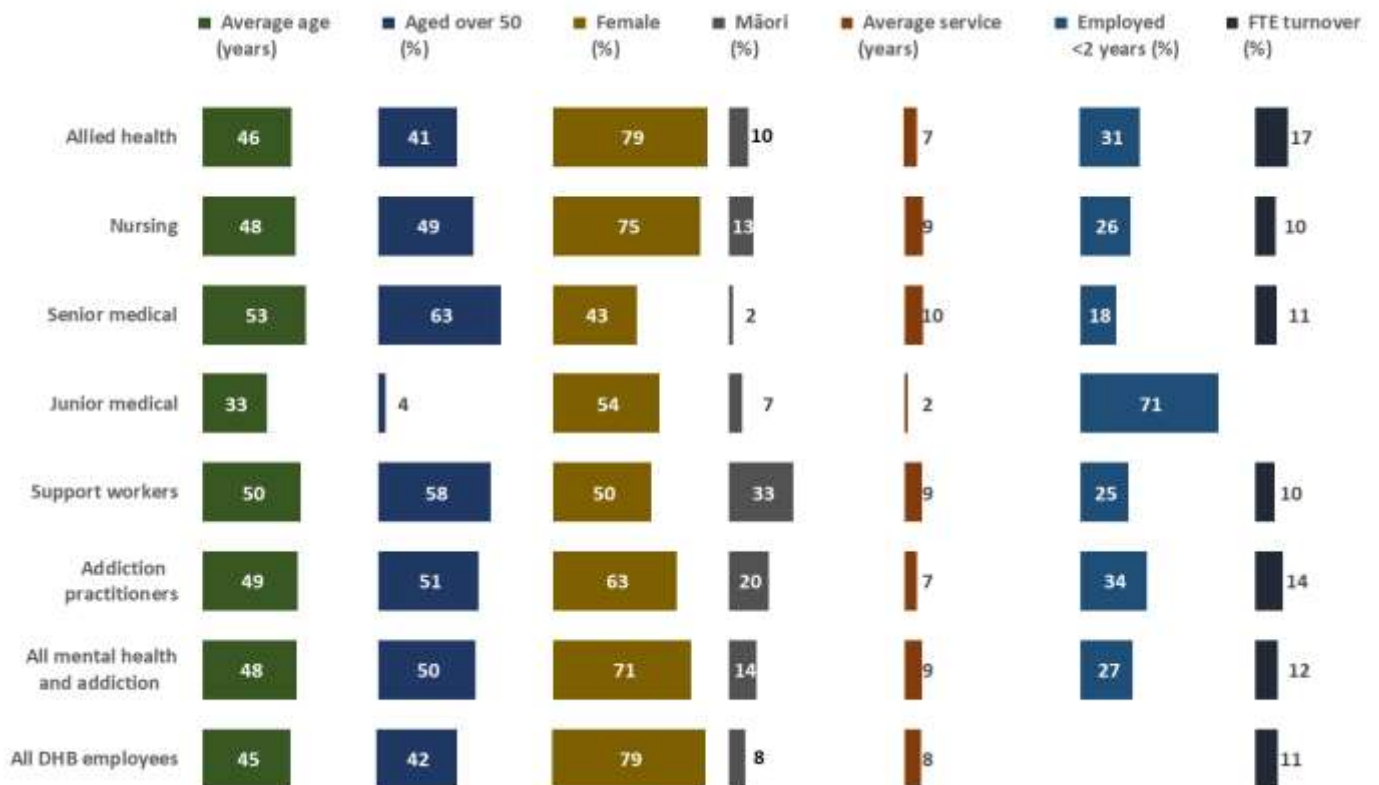 Average age (years)
Aged over 50 (%)
Female (%)
Māori (%)
Average service (years)
Employed <2 years (%)
FTE turnover (%)
Allied health 46 41 79 10 7 31 17
Nursing 48 49 75 13 9 26 10
Senior medical 53 63 43 2 10 18 11
Junior medical 33 4 54 7 2 71
Support workers 50 58 50 33 9 25 10
Addiction practitioners 49 51 63 20 7 34 14
All mental health and addiction 48 50 71 14 9 27 12
All DHB employees 45 42 79 8 8 11